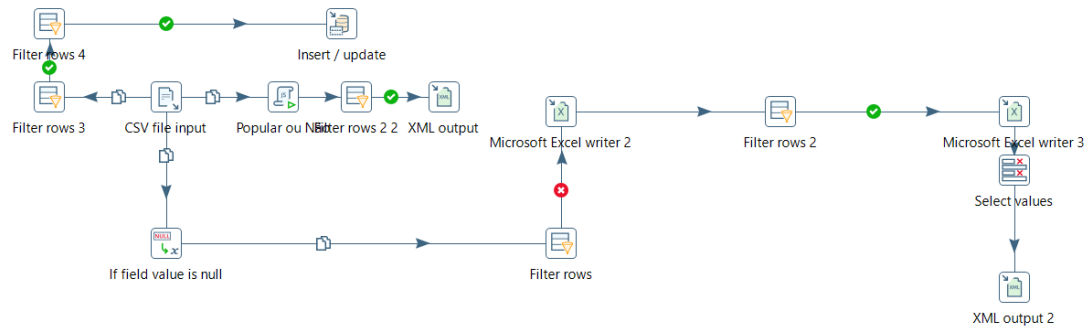 Filter rows 4
Insert / update
Filter rows 3
CSV file input
Popular ou Não
Filter rows 2 2
XML output
Microsoft Excel writer 2
Filter rows 2
Microsoft Excel writer 3
Select values
NULL
If field value is null
Filter rows
XML output 2